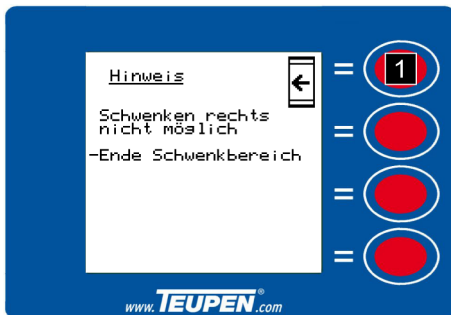 Hinweis
Schwenken rechts
nicht möglich
-Ende Schwenkbereich
= 1
=
=
=
www.TEUPEN®.com